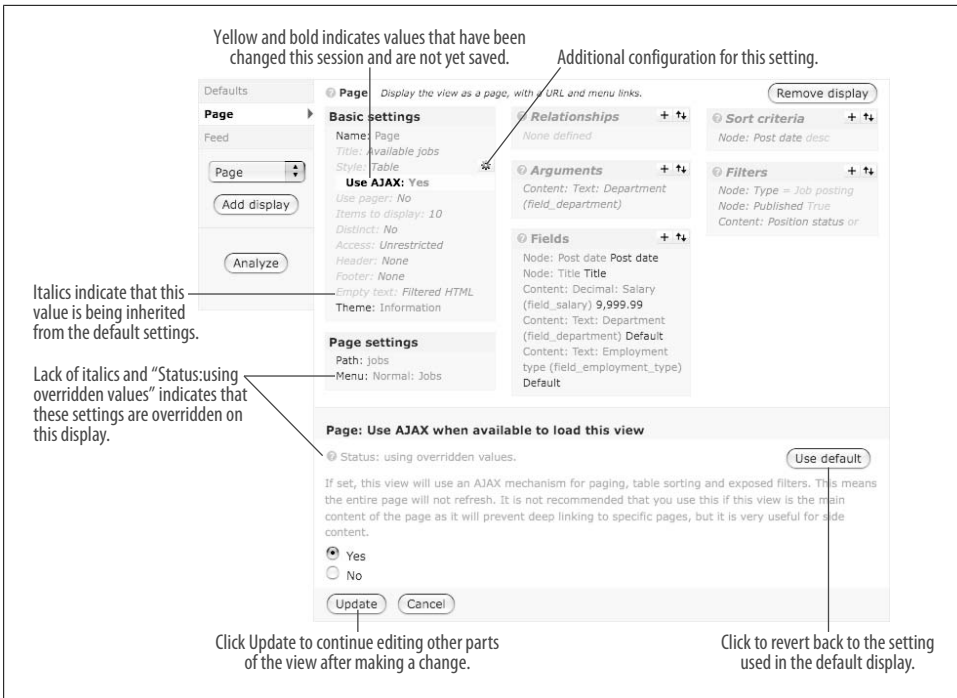 Yellow and bold indicates values that have been
changed this session and are not yet saved.
Additional configuration for this setting.
Defaults
Page
Feed
Page
Add display
Analyze
Page Display the view as a page, with a URL and menu links.
Remove display
Basic settings
Name: Page
Title: Available jobs
Style: Table
Use AJAX: Yes
Use pager: No
Items to display: 10
Distinct: No
Access: Unrestricted
Header: None
Footer: None
Empty text: Filtered HTML
Theme: Information
Page settings
Path: jobs
Menu: Normal: Jobs
Relationships
None defined
Arguments
Content: Text: Department
(field_department)
Fields
Node: Post date Post date
Node: Title Title
Content: Decimal: Salary
(field_salary) 9,999.99
Content: Text: Department
(field_department) Default
Content: Text: Employment
type (field_employment_type)
Default
Sort criteria
Node: Post date desc
Filters
Node: Type = Job posting
Node: Published True
Content: Position status or
Italics indicate that this
value is being inherited
from the default settings.
Lack of italics and “Status:using
overridden values” indicates that
these settings are overridden on
this display.
Page: Use AJAX when available to load this view
Status: using overridden values.
Use default
If set, this view will use an AJAX mechanism for paging, table sorting and exposed filters. This means
the entire page will not refresh. It is not recommended that you use this if this view is the main
content of the page as it will prevent deep linking to specific pages, but it is very useful for side
content.
Yes
No
Update
Cancel
Click Update to continue editing other parts
of the view after making a change.
Click to revert back to the setting
used in the default display.